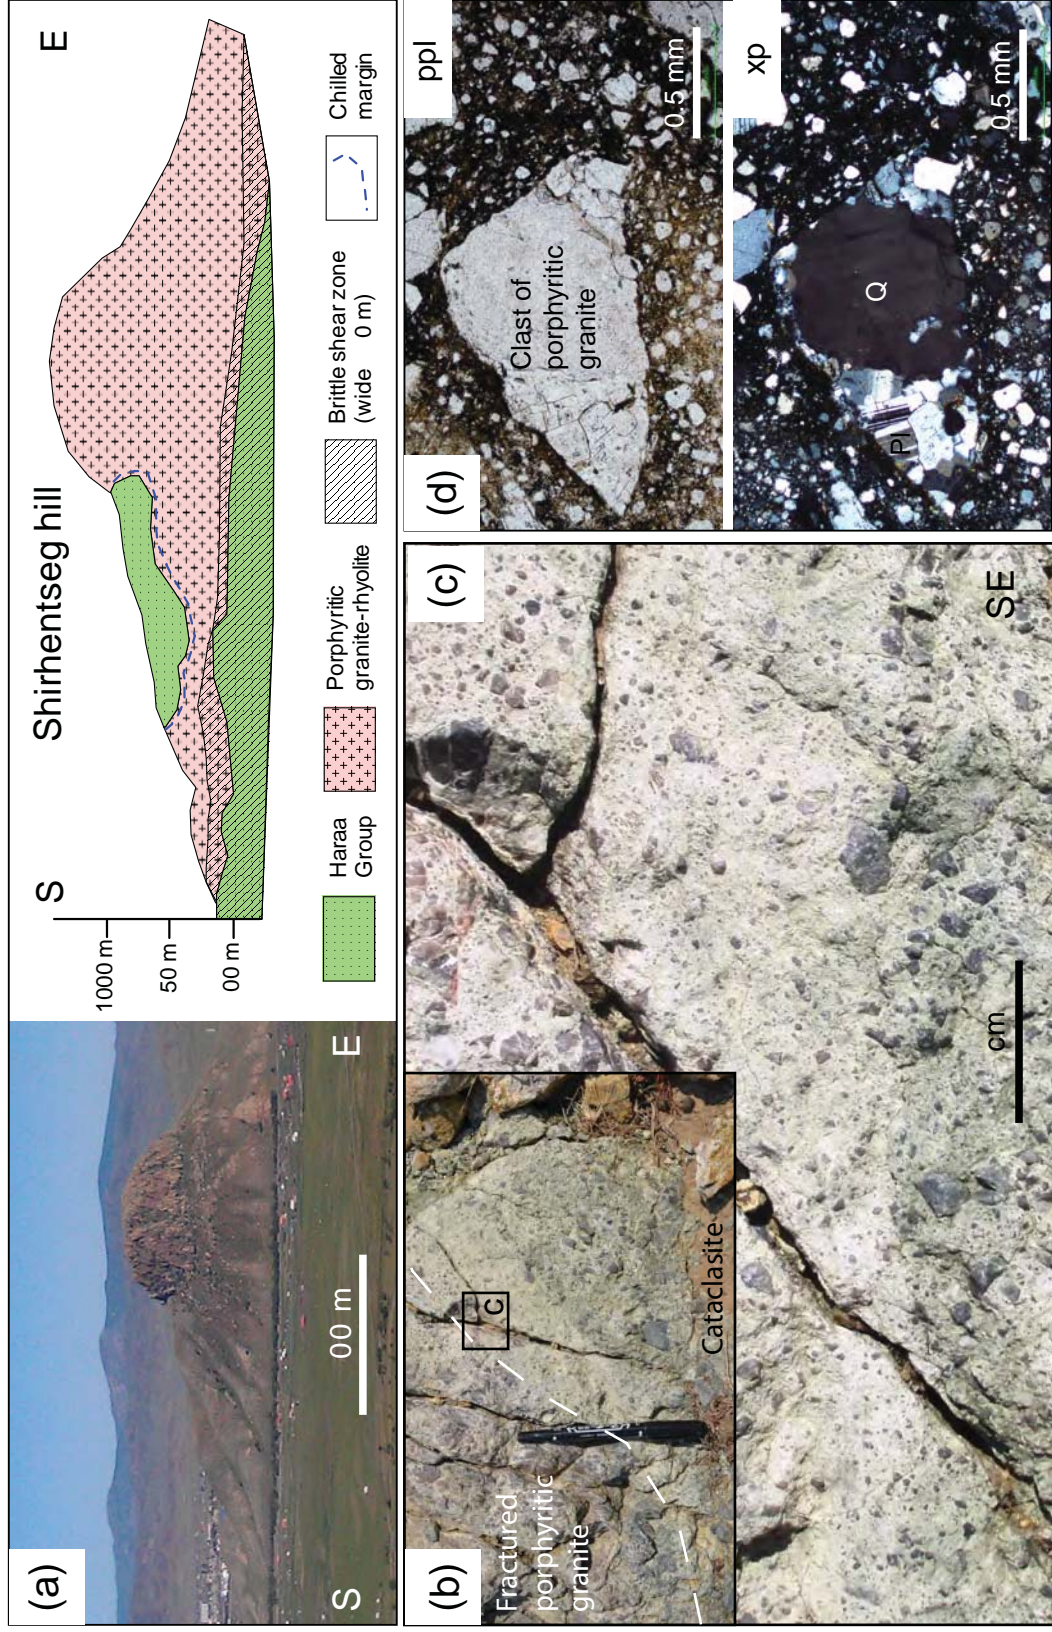 (a)
S
E
00 m
Shirhentseg hill
S
E
1000 m
50 m
00 m
Haraa
Group
Porphyritic
granite-rhyolite
Brittle shear zone
(wide 0 m)
Chilled
margin
(b)
Fractured
porphyritic
granite
c
Cataclasite
(c)
cm
SE
(d)
ppl
Clast of
porphyritic
granite
0.5 mm
xp
Pl
Q
0.5 mm